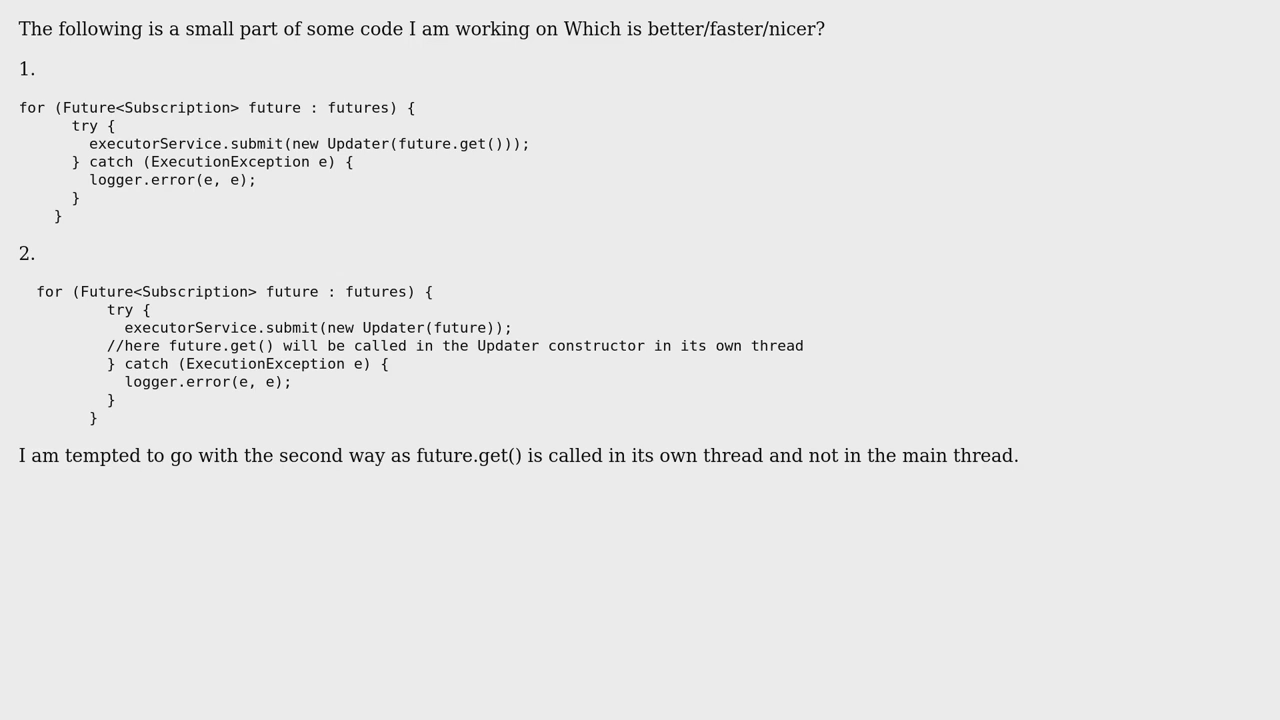 The following is a small part of some code I am working on Which is better/faster/nicer?
1.
for (Future<Subscription> future : futures) {
      try {
        executorService.submit(new Updater(future.get()));
      } catch (ExecutionException e) {
        logger.error(e, e);
      }
    }
2.
  for (Future<Subscription> future : futures) {
          try {
            executorService.submit(new Updater(future));
          //here future.get() will be called in the Updater constructor in its own thread
          } catch (ExecutionException e) {
            logger.error(e, e);
          }
        }
I am tempted to go with the second way as future.get() is called in its own thread and not in the main thread.